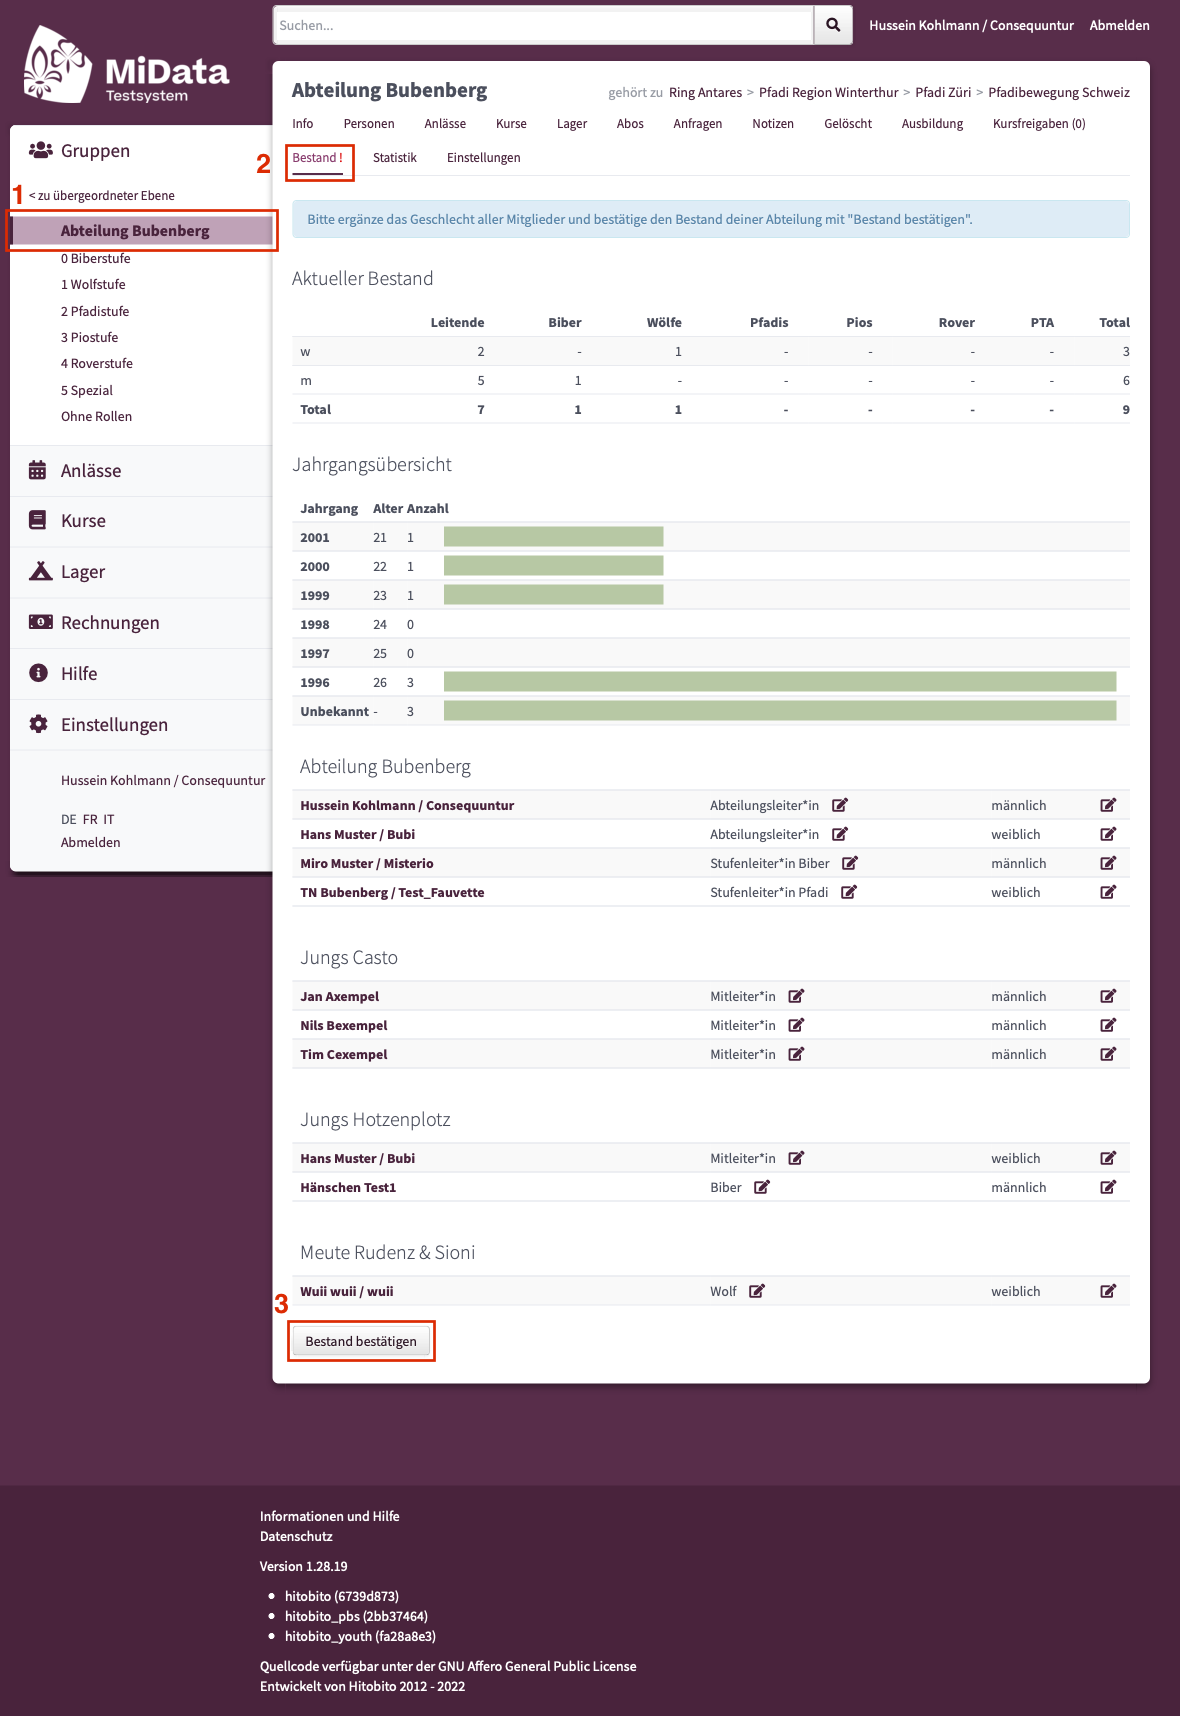 Suchen...
Hussein Kohlmann / Consequuntur Abmelden
MiData
Testsystem
Gruppen
1 < zu übergeordneter Ebene
Abteilung Bubenberg
0 Biberstufe
1 Wolfstufe
2 Pfadistufe
3 Piostufe
4 Roverstufe
5 Spezial
Ohne Rollen
Anlässe
Kurse
Lager
Rechnungen
Hilfe
Einstellungen
Hussein Kohlmann / Consequuntur
DE FR IT
Abmelden
Abteilung Bubenberg
gehört zu Ring Antares > Pfadi Region Winterthur > Pfadi Züri > Pfadibewegung Schweiz
Info Personen Anlässe Kurse Lager Abos Anfragen Notizen Gelöscht Ausbildung Kursfreigaben (0)
2 Bestand ! Statistik Einstellungen
Bitte ergänze das Geschlecht aller Mitglieder und bestätige den Bestand deiner Abteilung mit "Bestand bestätigen".
Aktueller Bestand
Leitende Biber Wölfe Pfadis Pios Rover PTA Total
w 2 - 1 - - - - 3
m 5 1 - - - - - 6
Total 7 1 1 - - - - 9
Jahrgangsübersicht
Jahrgang Alter Anzahl
2001 21 1
2000 22 1
1999 23 1
1998 24 0
1997 25 0
1996 26 3
Unbekannt - 3
Abteilung Bubenberg
Hussein Kohlmann / Consequuntur Abteilungsleiter*in männlich
Hans Muster / Bubi Abteilungsleiter*in weiblich
Miro Muster / Misterio Stufenleiter*in Biber männlich
TN Bubenberg / Test_Fauvette Stufenleiter*in Pfadi weiblich
Jungs Casto
Jan Axempel Mitleiter*in männlich
Nils Bexempel Mitleiter*in männlich
Tim Cexempel Mitleiter*in männlich
Jungs Hotzenplotz
Hans Muster / Bubi Mitleiter*in weiblich
Hänschen Test1 Biber männlich
Meute Rudenz & Sioni
Wuii wuii / wuii Wolf weiblich
3
Bestand bestätigen
Informationen und Hilfe
Datenschutz
Version 1.28.19
• hitobito (6739d873)
• hitobito_pbs (2bb37464)
• hitobito_youth (fa28a8e3)
Quellcode verfügbar unter der GNU Affero General Public License
Entwickelt von Hitobito 2012 - 2022